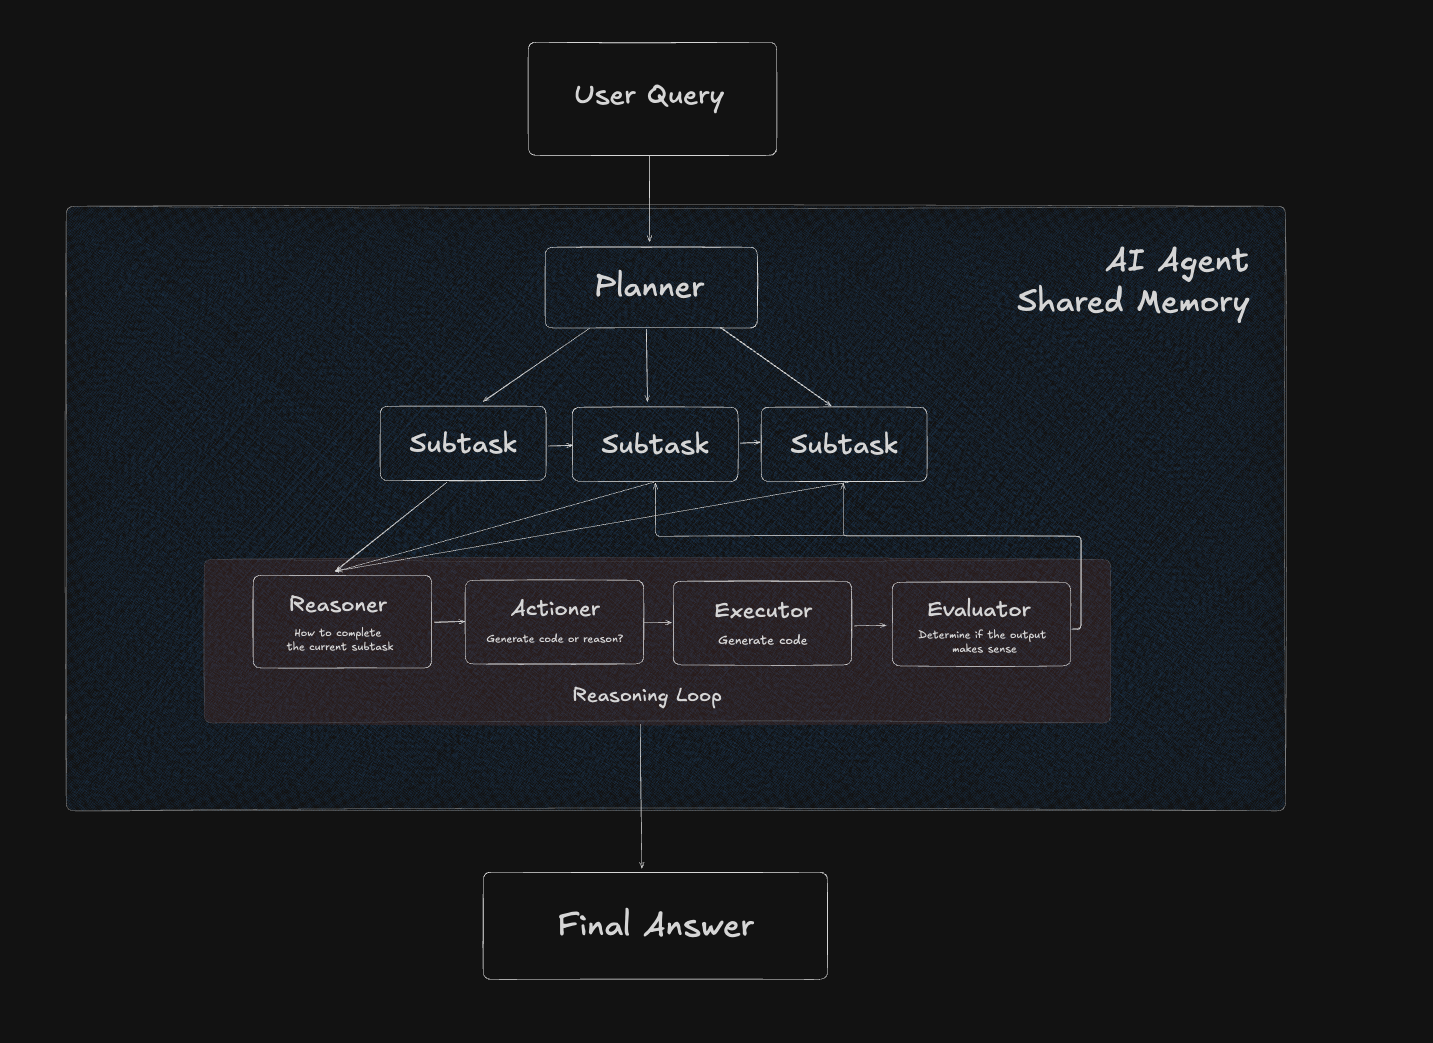 User Query
AI Agent
Shared Memory
Planner
Subtask
Subtask
Subtask
Reasoner
How to complete
the current subtask
Actioner
Generate code or reason?
Executor
Generate code
Evaluator
Determine if the output
makes sense
Reasoning Loop
Final Answer